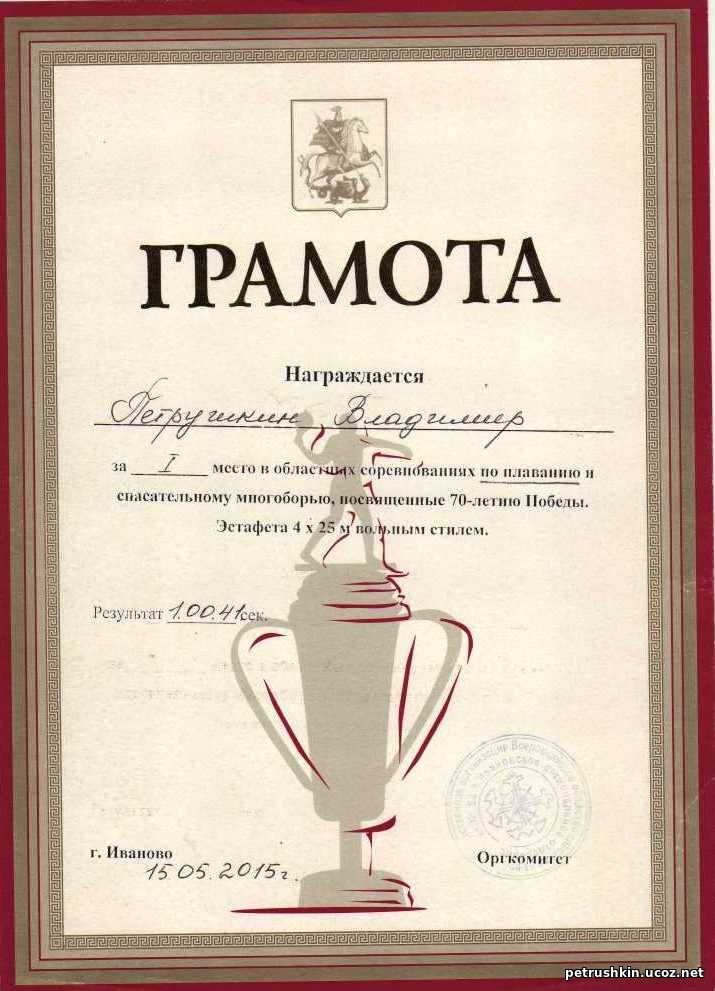 ГРАМОТА
Награждается
Петрушкин Владимир
за I место в областных соревнованиях по плаванию и
спасательному многоборью, посвященные 70-летию Победы.
Эстафета 4 х 25 м вольным стилем.
Результат 1.00.41 сек.
г. Иваново
15.05.2015г.
Оргкомитет
petrushkin.ucoz.net